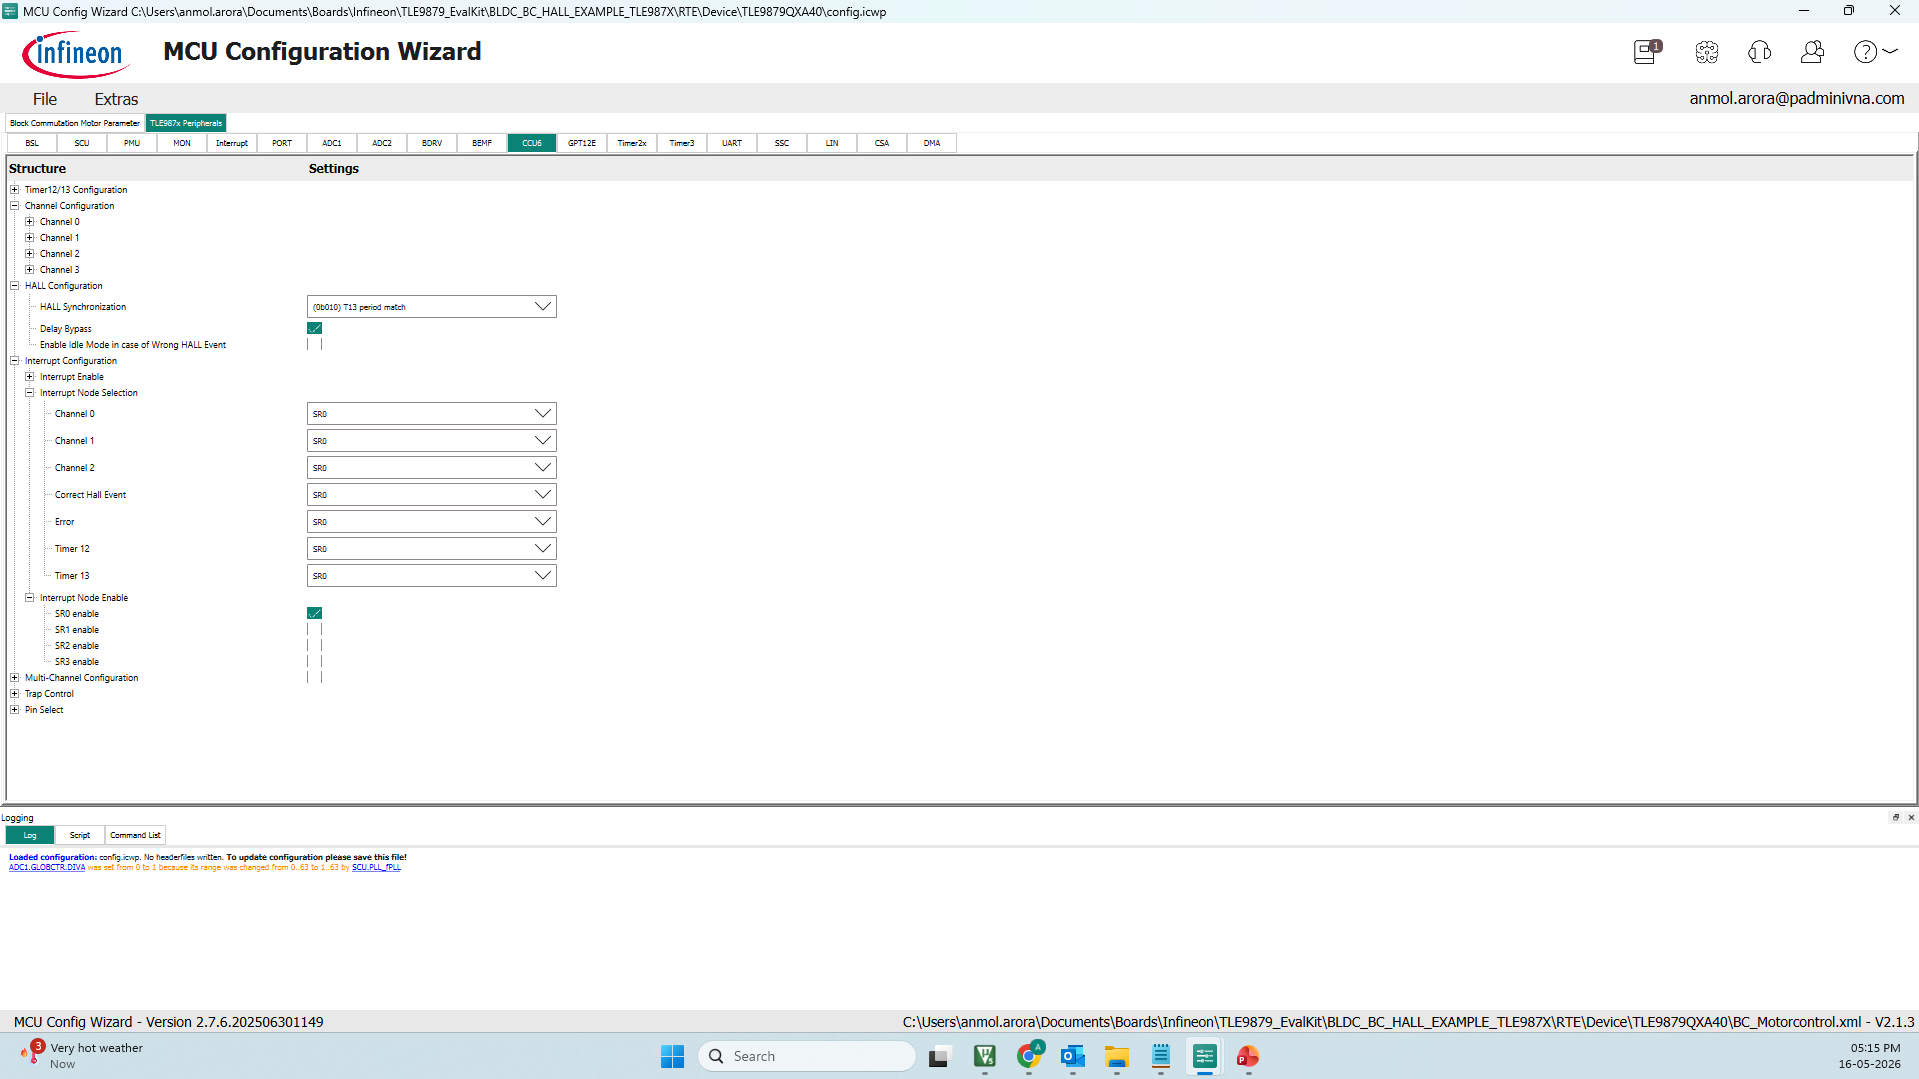 MCU Config Wizard C:\Users\anmol.arora\Documents\Boards\Infineon\TLE9879_EvalKit\BLDC_BC_HALL_EXAMPLE_TLE987X\RTE\Device\TLE9879QXA40\config.icwp
infineon
MCU Configuration Wizard
1
?
File Extras anmol.arora@padminivna.com
Block Commutation Motor Parameter TLE987x Peripherals
BSL SCU PMU MON Interrupt PORT ADC1 ADC2 BDRV BEMF CCU6 GPT12E Timer2x Timer3 UART SSC LIN CSA DMA
Structure Settings
Timer12/13 Configuration
Channel Configuration
Channel 0
Channel 1
Channel 2
Channel 3
HALL Configuration
HALL Synchronization (0b010) T13 period match
Delay Bypass
Enable Idle Mode in case of Wrong HALL Event
Interrupt Configuration
Interrupt Enable
Interrupt Node Selection
Channel 0 SR0
Channel 1 SR0
Channel 2 SR0
Correct Hall Event SR0
Error SR0
Timer 12 SR0
Timer 13 SR0
Interrupt Node Enable
SR0 enable
SR1 enable
SR2 enable
SR3 enable
Multi-Channel Configuration
Trap Control
Pin Select
Logging
Log Script Command List
Loaded configuration: config.icwp. No headerfiles written. To update configuration please save this file!
ADC1.GLOBCTR.DIVA was set from 0 to 1 because its range was changed from 0..63 to 1..63 by SCU.PLL_fPLL
MCU Config Wizard - Version 2.7.6.202506301149 C:\Users\anmol.arora\Documents\Boards\Infineon\TLE9879_EvalKit\BLDC_BC_HALL_EXAMPLE_TLE987X\RTE\Device\TLE9879QXA40\BC_Motorcontrol.xml - V2.1.3
3
Very hot weather
Now
Search
A
05:15 PM
16-05-2026